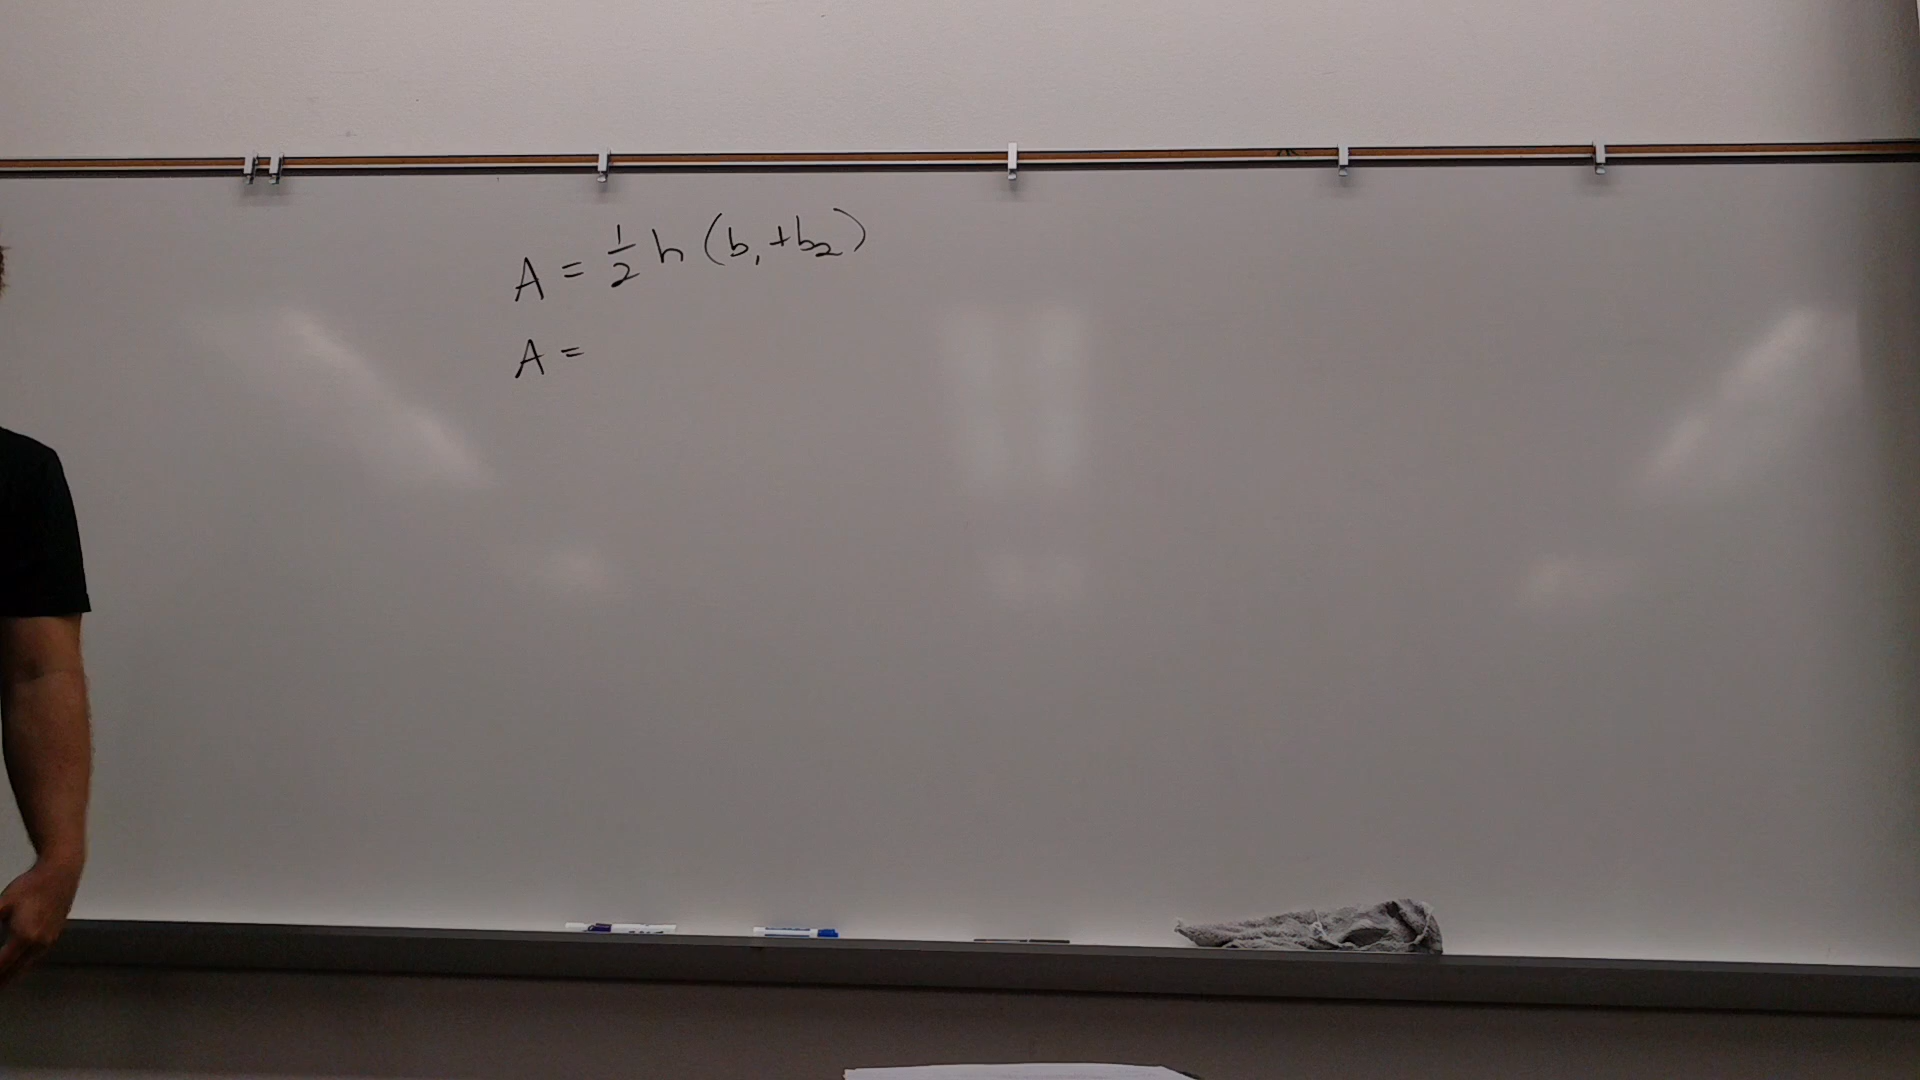 A = 1/2 h (b₁+b₂)
A =